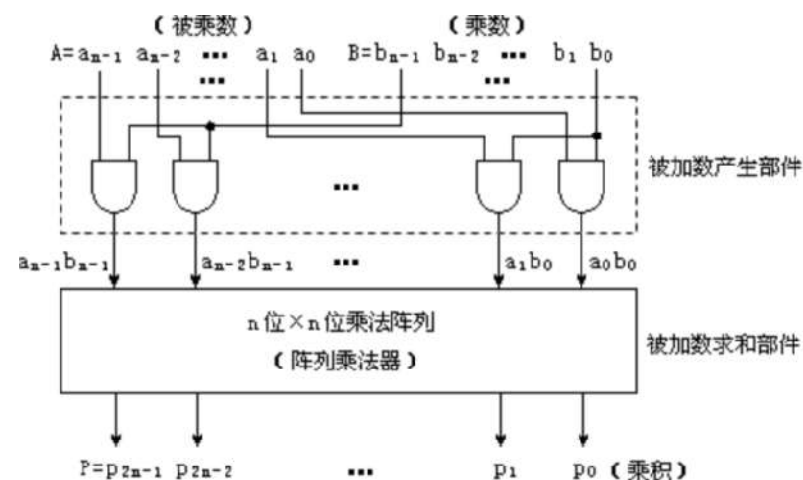 （被乘数） （乘数）
A=aₙ₋₁ aₙ₋₂ … a₁ a₀ B=bₙ₋₁ bₙ₋₂ … b₁ b₀
… …
被加数产生部件
…
aₙ₋₁bₙ₋₁ aₙ₋₂bₙ₋₁ … a₁b₀ a₀b₀
n位×n位乘法阵列
（阵列乘法器）
被加数求和部件
P=p₂ₙ₋₁ p₂ₙ₋₂ … p₁ p₀（乘积）